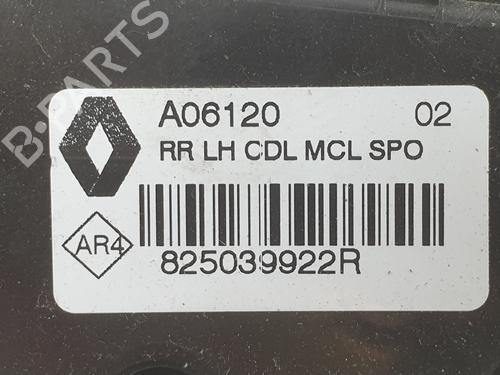 B-PARTS
A06120 02
RR LH CDL MCL SPO
AR4
825039922R